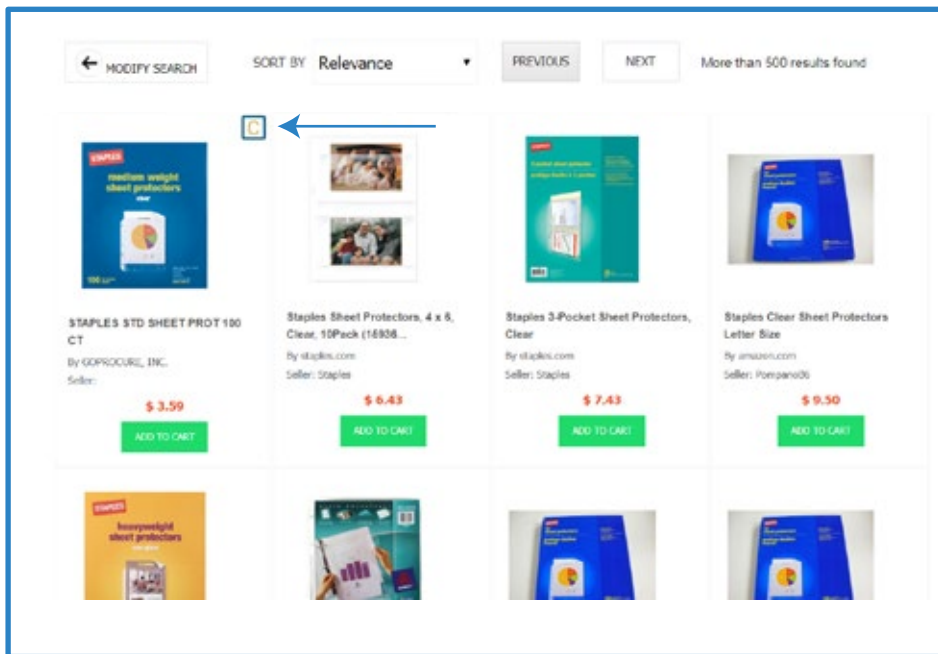 MODIFY SEARCH
SORT BY Relevance
PREVIOUS
NEXT
More than 500 results found
C
STAPLES
medium weight
sheet protectors
clear
100
STAPLES STD SHEET PROT 100
CT
By GOPROCURE, INC.
Seller:
$ 3.59
ADD TO CART
Staples Sheet Protectors, 4 x 6,
Clear, 10Pack
By staples.com
Seller: Staples
$ 6.43
ADD TO CART
Staples 3-Pocket Sheet Protectors,
Clear
By staples.com
Seller: Staples
$ 7.43
ADD TO CART
Staples Clear Sheet Protectors
Letter Size
By amazon.com
Seller:
$ 9.50
ADD TO CART
STAPLES
heavyweight
sheet protectors